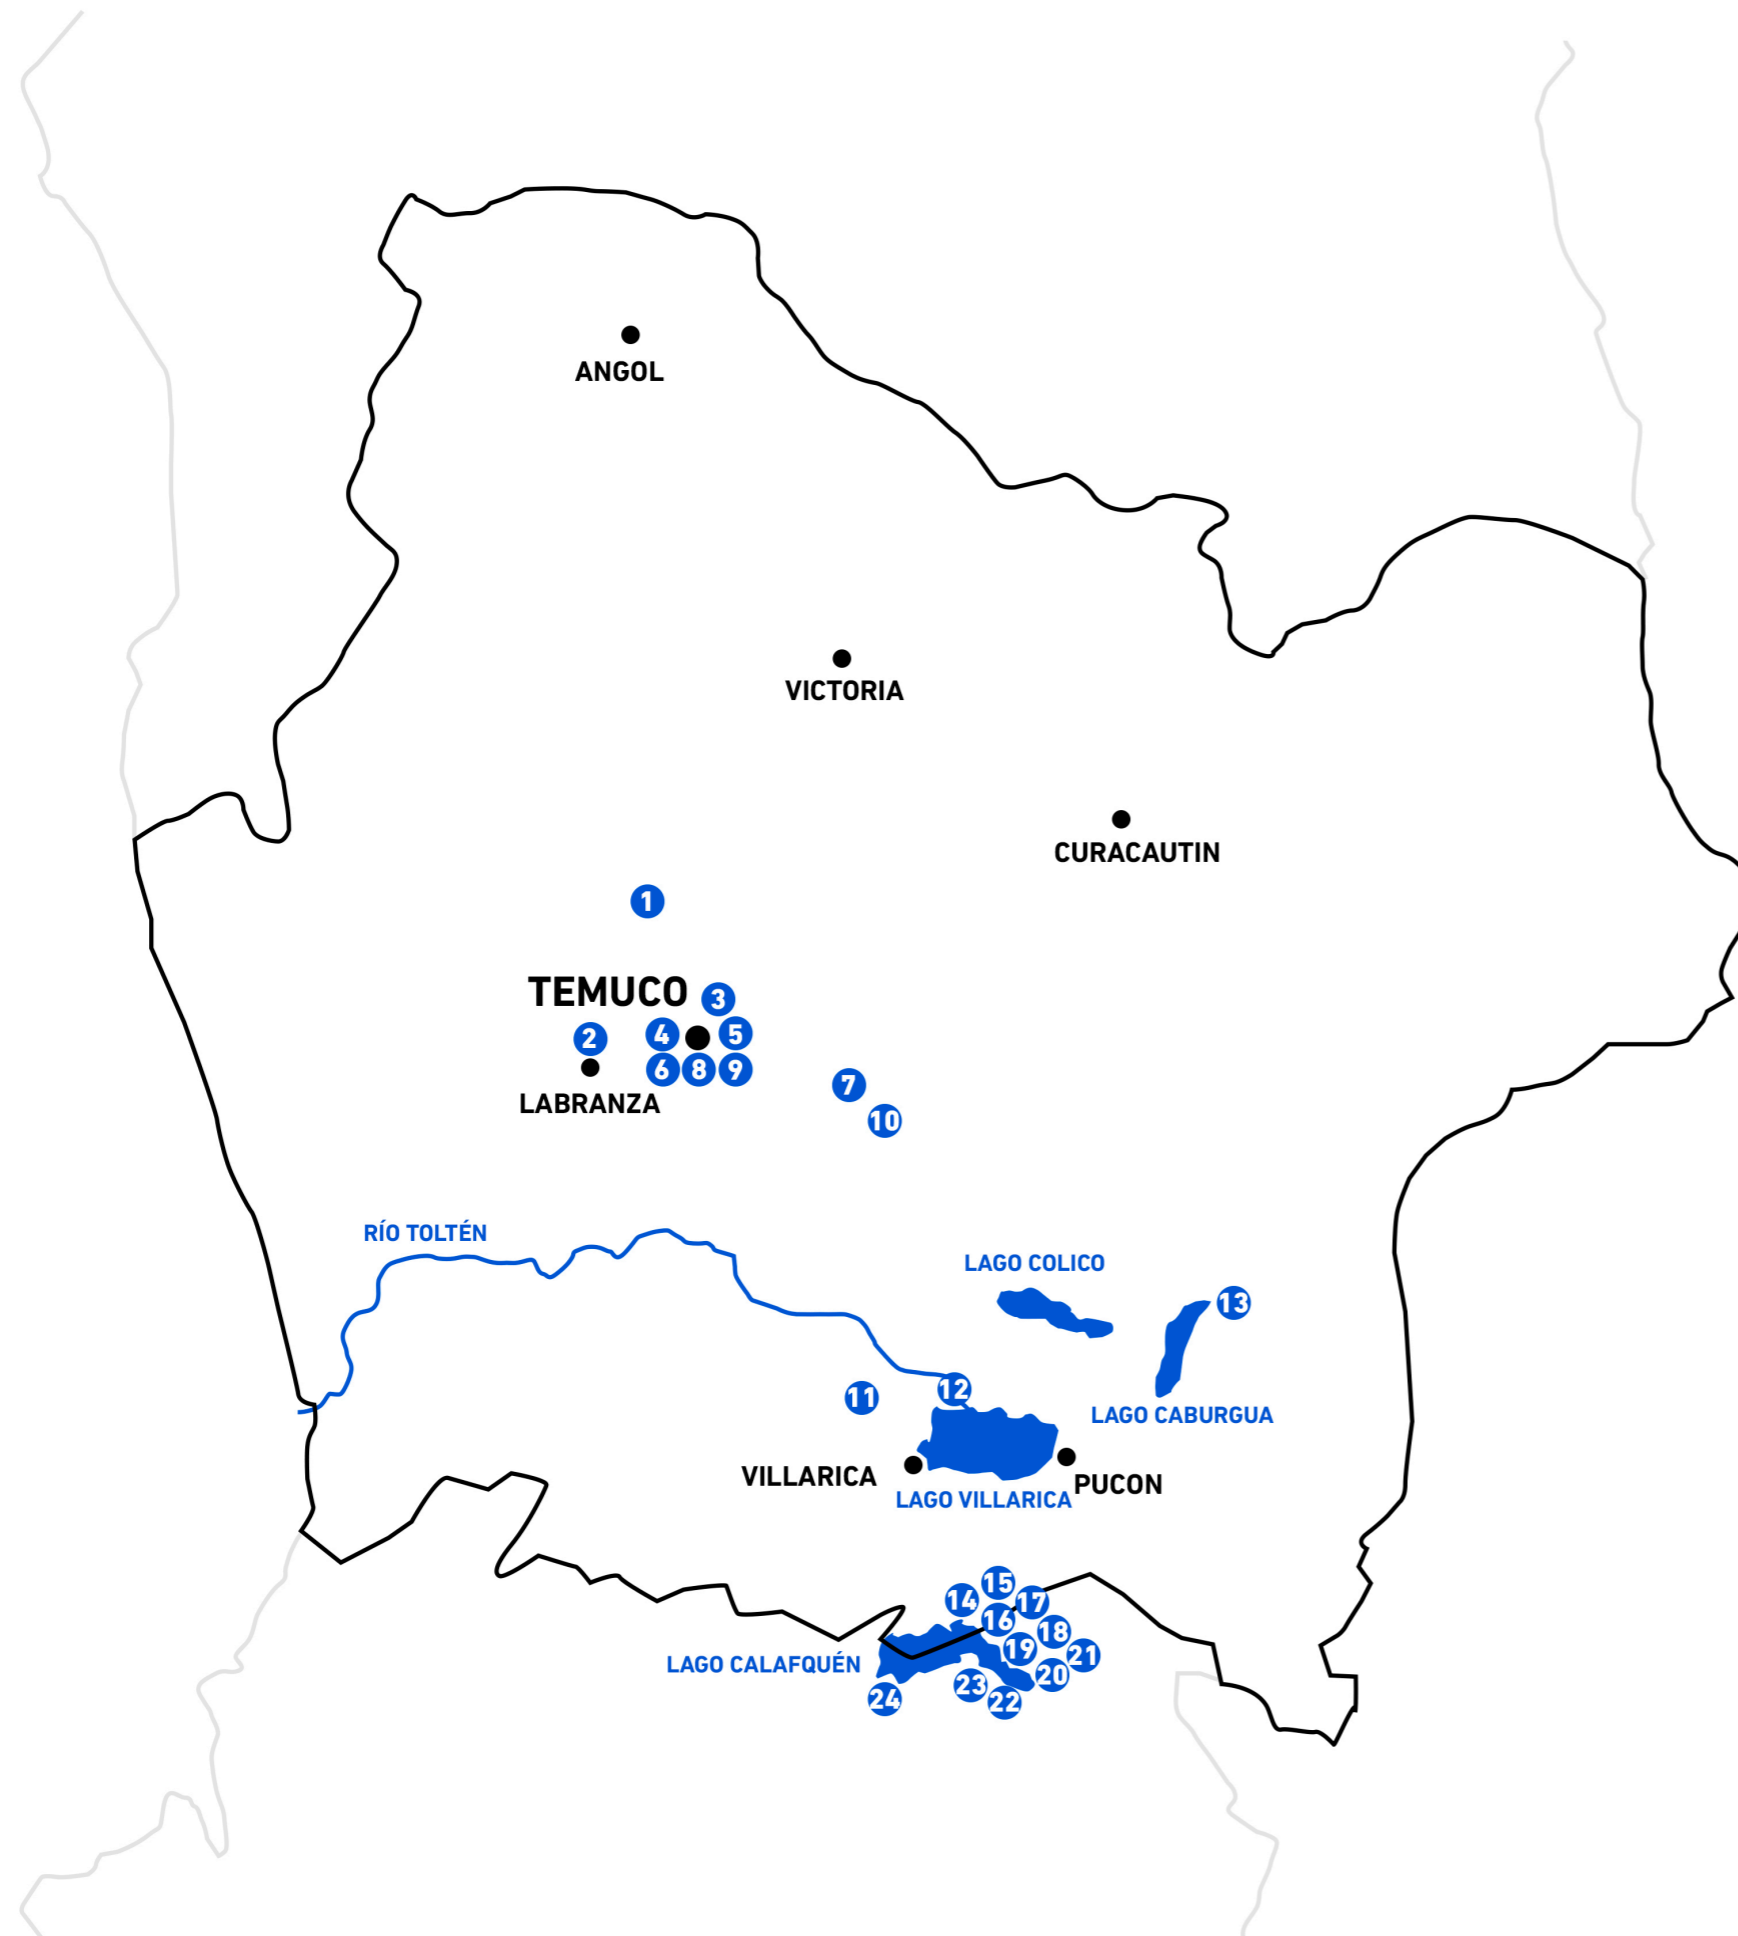 ANGOL
VICTORIA
CURACAUTIN
1
TEMUCO
3
2
4
5
6
8
9
LABRANZA
7
10
RÍO TOLTÉN
LAGO COLICO
13
11
12
LAGO CABURGUA
VILLARICA
PUCON
LAGO VILLARICA
15
14
17
16
18
19
21
LAGO CALAFQUÉN
20
23
24
22